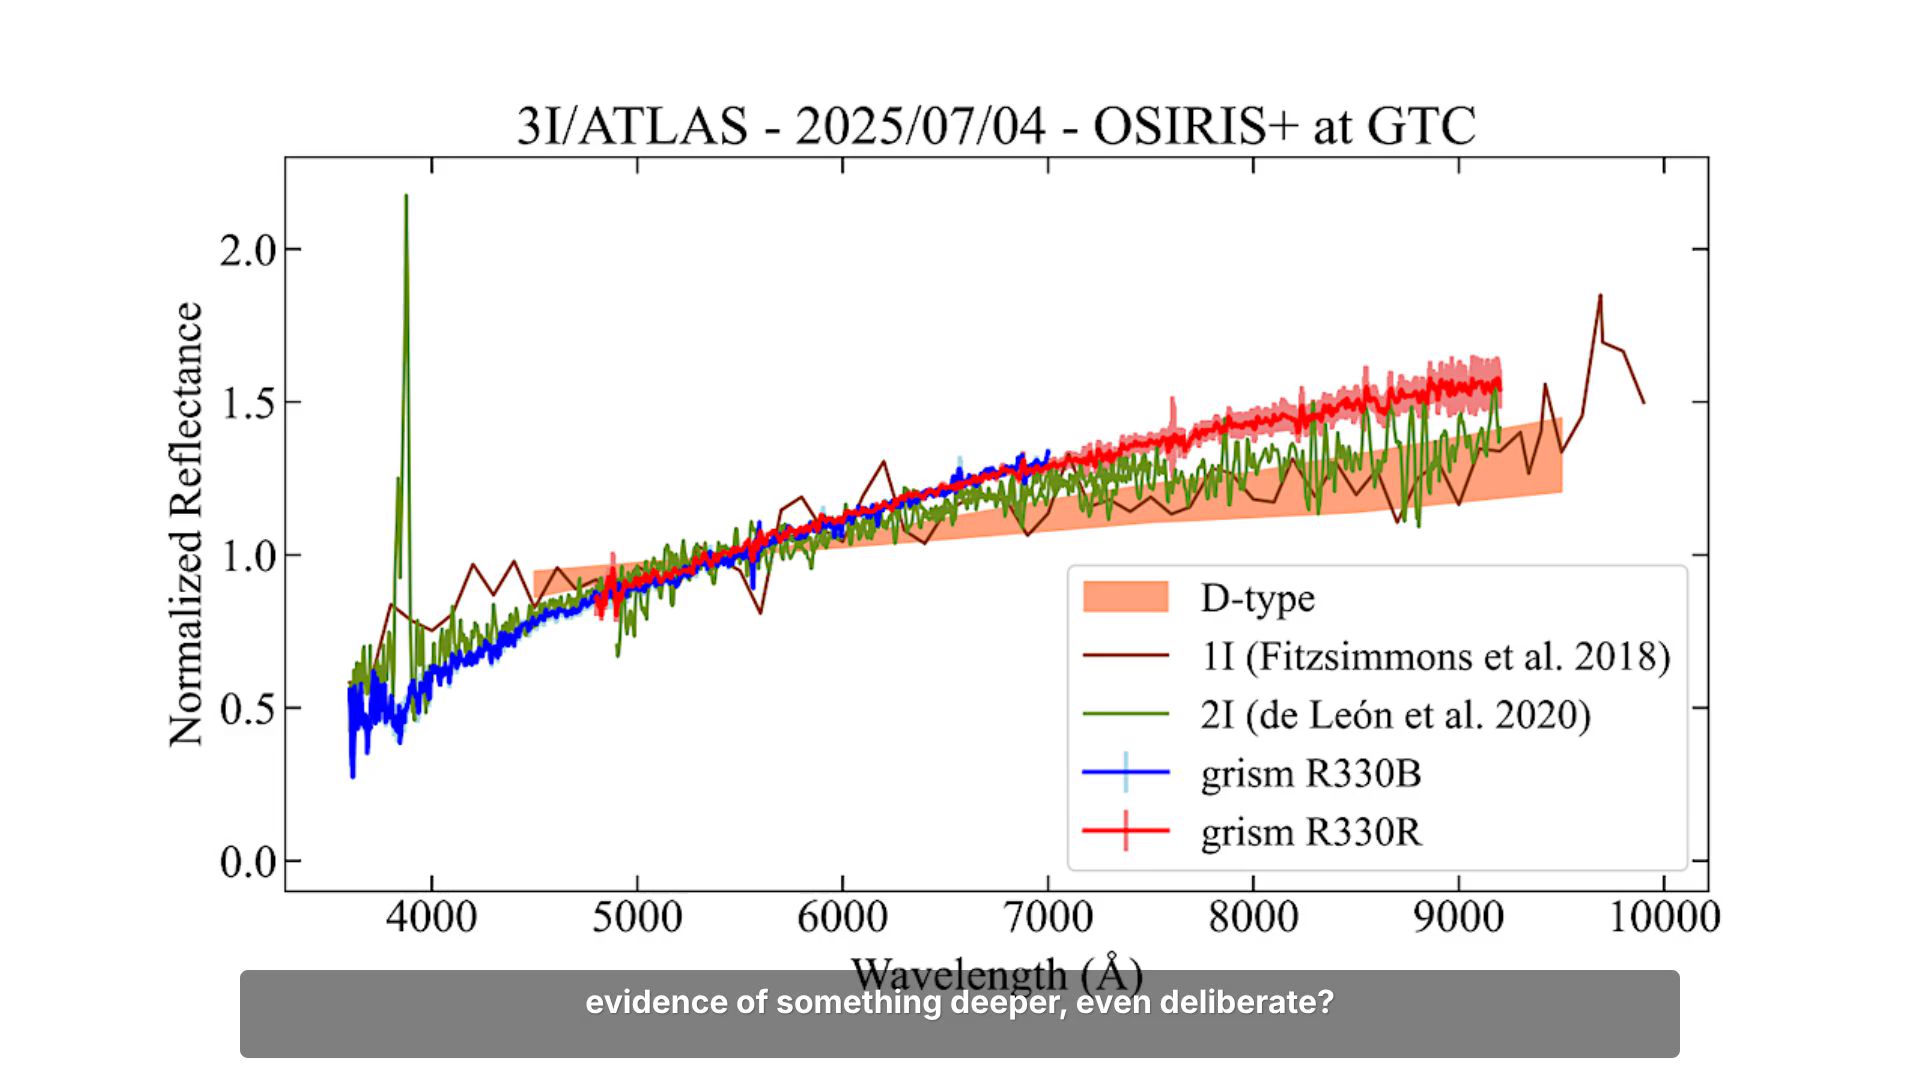 3I/ATLAS - 2025/07/04 - OSIRIS+ at GTC
Normalized Reflectance
2.0
1.5
1.0
0.5
0.0
D-type
1I (Fitzsimmons et al. 2018)
2I (de León et al. 2020)
grism R330B
grism R330R
4000 5000 6000 7000 8000 9000 10000
Wavelength (Å)
evidence of something deeper, even deliberate?